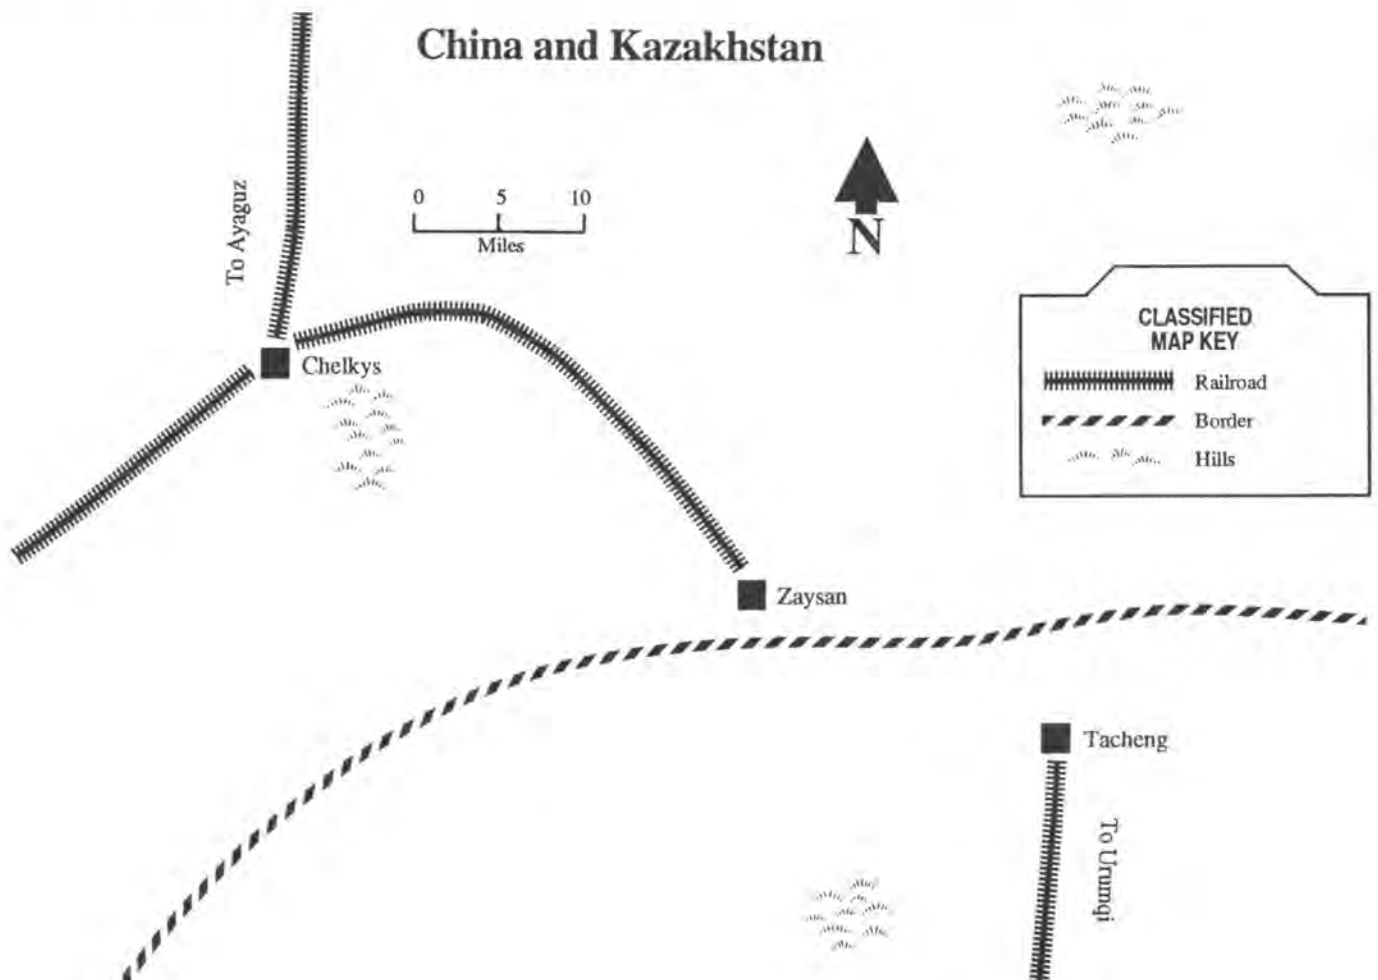 China and Kazakhstan
To Ayaguz
0 5 10
Miles
N
CLASSIFIED
MAP KEY
Railroad
Border
Hills
Chelkys
Zaysan
Tacheng
To Urumqi